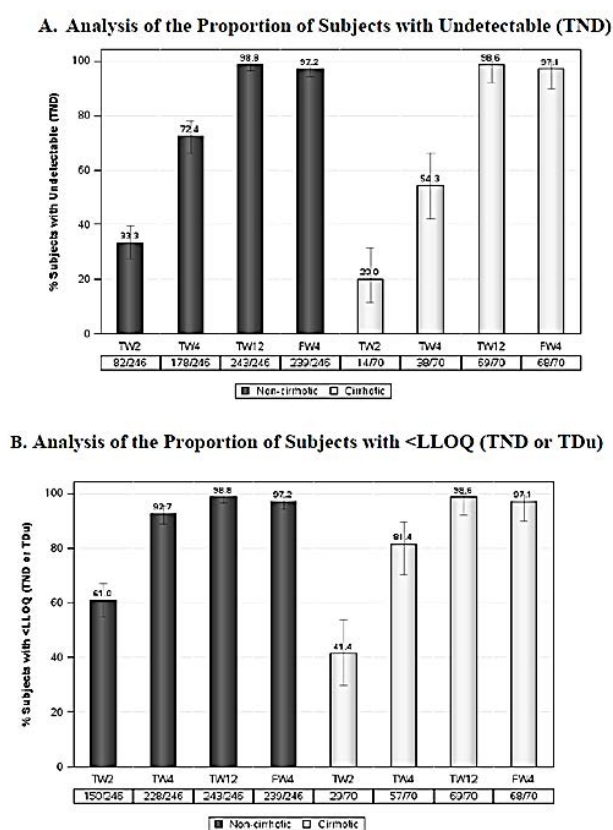 A. Analysis of the Proportion of Subjects with Undetectable (TND)
% Subjects with Undetectable (TND)
100
80
60
40
20
0
33.3
72.4
98.8
97.2
20.0
54.3
98.6
97.1
TW2 TW4 TW12 FW4 TW2 TW4 TW12 FW4
82/246 178/246 243/246 239/246 14/70 38/70 69/70 68/70
Non-cirrhotic Cirrhotic
B. Analysis of the Proportion of Subjects with <LLOQ (TND or TDu)
% Subjects with <LLOQ (TND or TDu)
100
80
60
40
20
0
61.0
92.7
98.8
97.2
41.4
81.4
98.6
97.1
TW2 TW4 TW12 FW4 TW2 TW4 TW12 FW4
150/246 228/246 243/246 239/246 29/70 57/70 69/70 68/70
Non-cirrhotic Cirrhotic